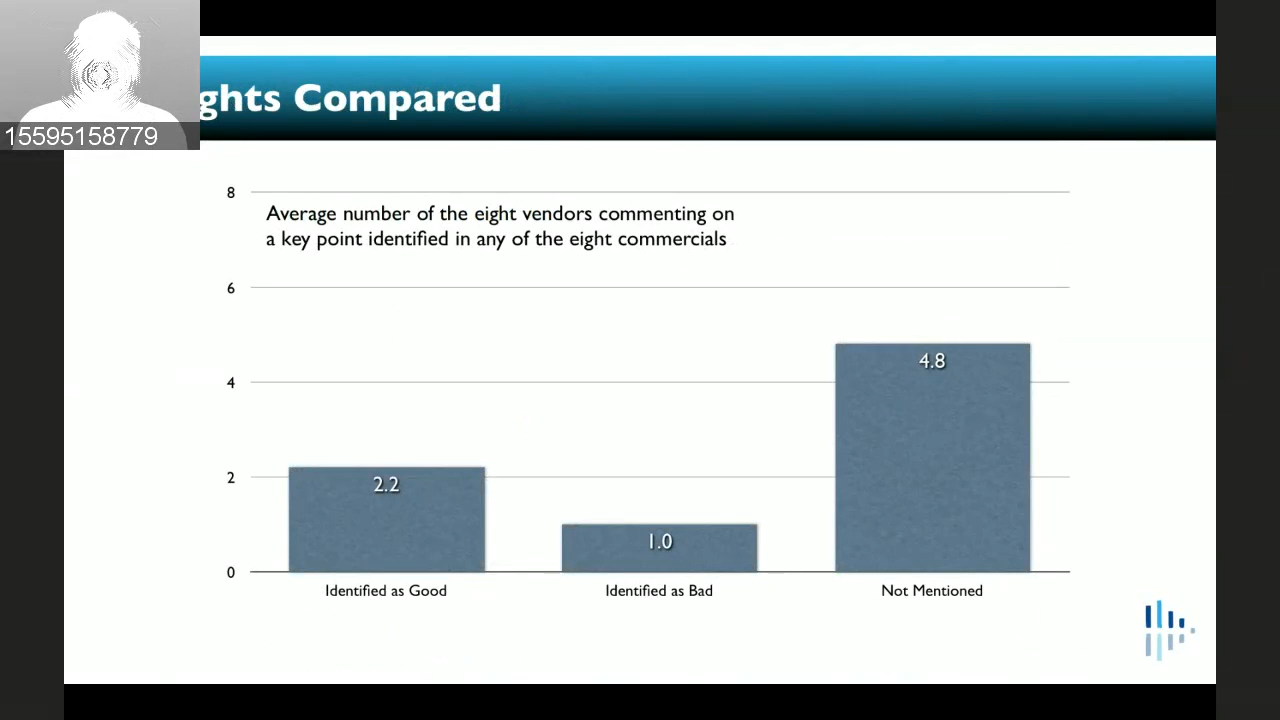 ghts Compared
15595158779
8
Average number of the eight vendors commenting on
a key point identified in any of the eight commercials
6
4
2
0
2.2
1.0
4.8
Identified as Good
Identified as Bad
Not Mentioned